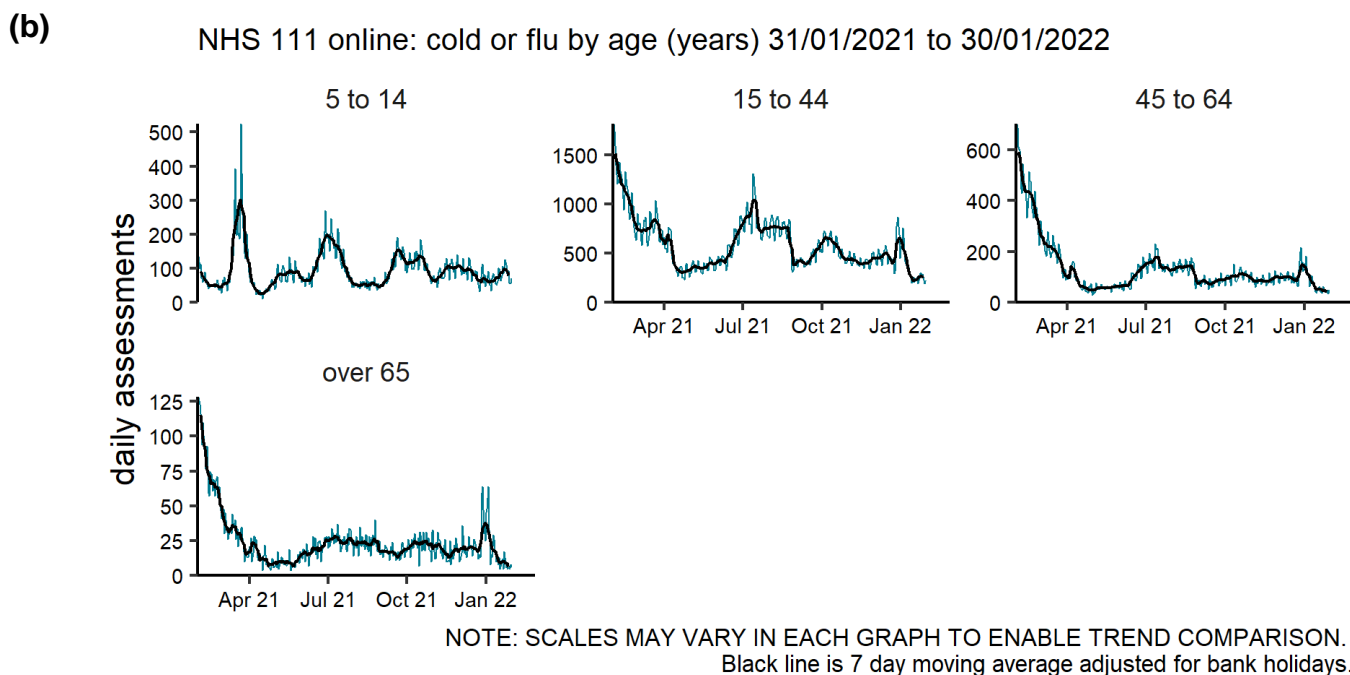 (b)
NHS 111 online: cold or flu by age (years) 31/01/2021 to 30/01/2022
daily assessments
5 to 14
500
400
300
200
100
0
15 to 44
1500
1000
500
0
Apr 21 Jul 21 Oct 21 Jan 22
45 to 64
600
400
200
0
Apr 21 Jul 21 Oct 21 Jan 22
over 65
125
100
75
50
25
0
Apr 21 Jul 21 Oct 21 Jan 22
NOTE: SCALES MAY VARY IN EACH GRAPH TO ENABLE TREND COMPARISON.
Black line is 7 day moving average adjusted for bank holidays.